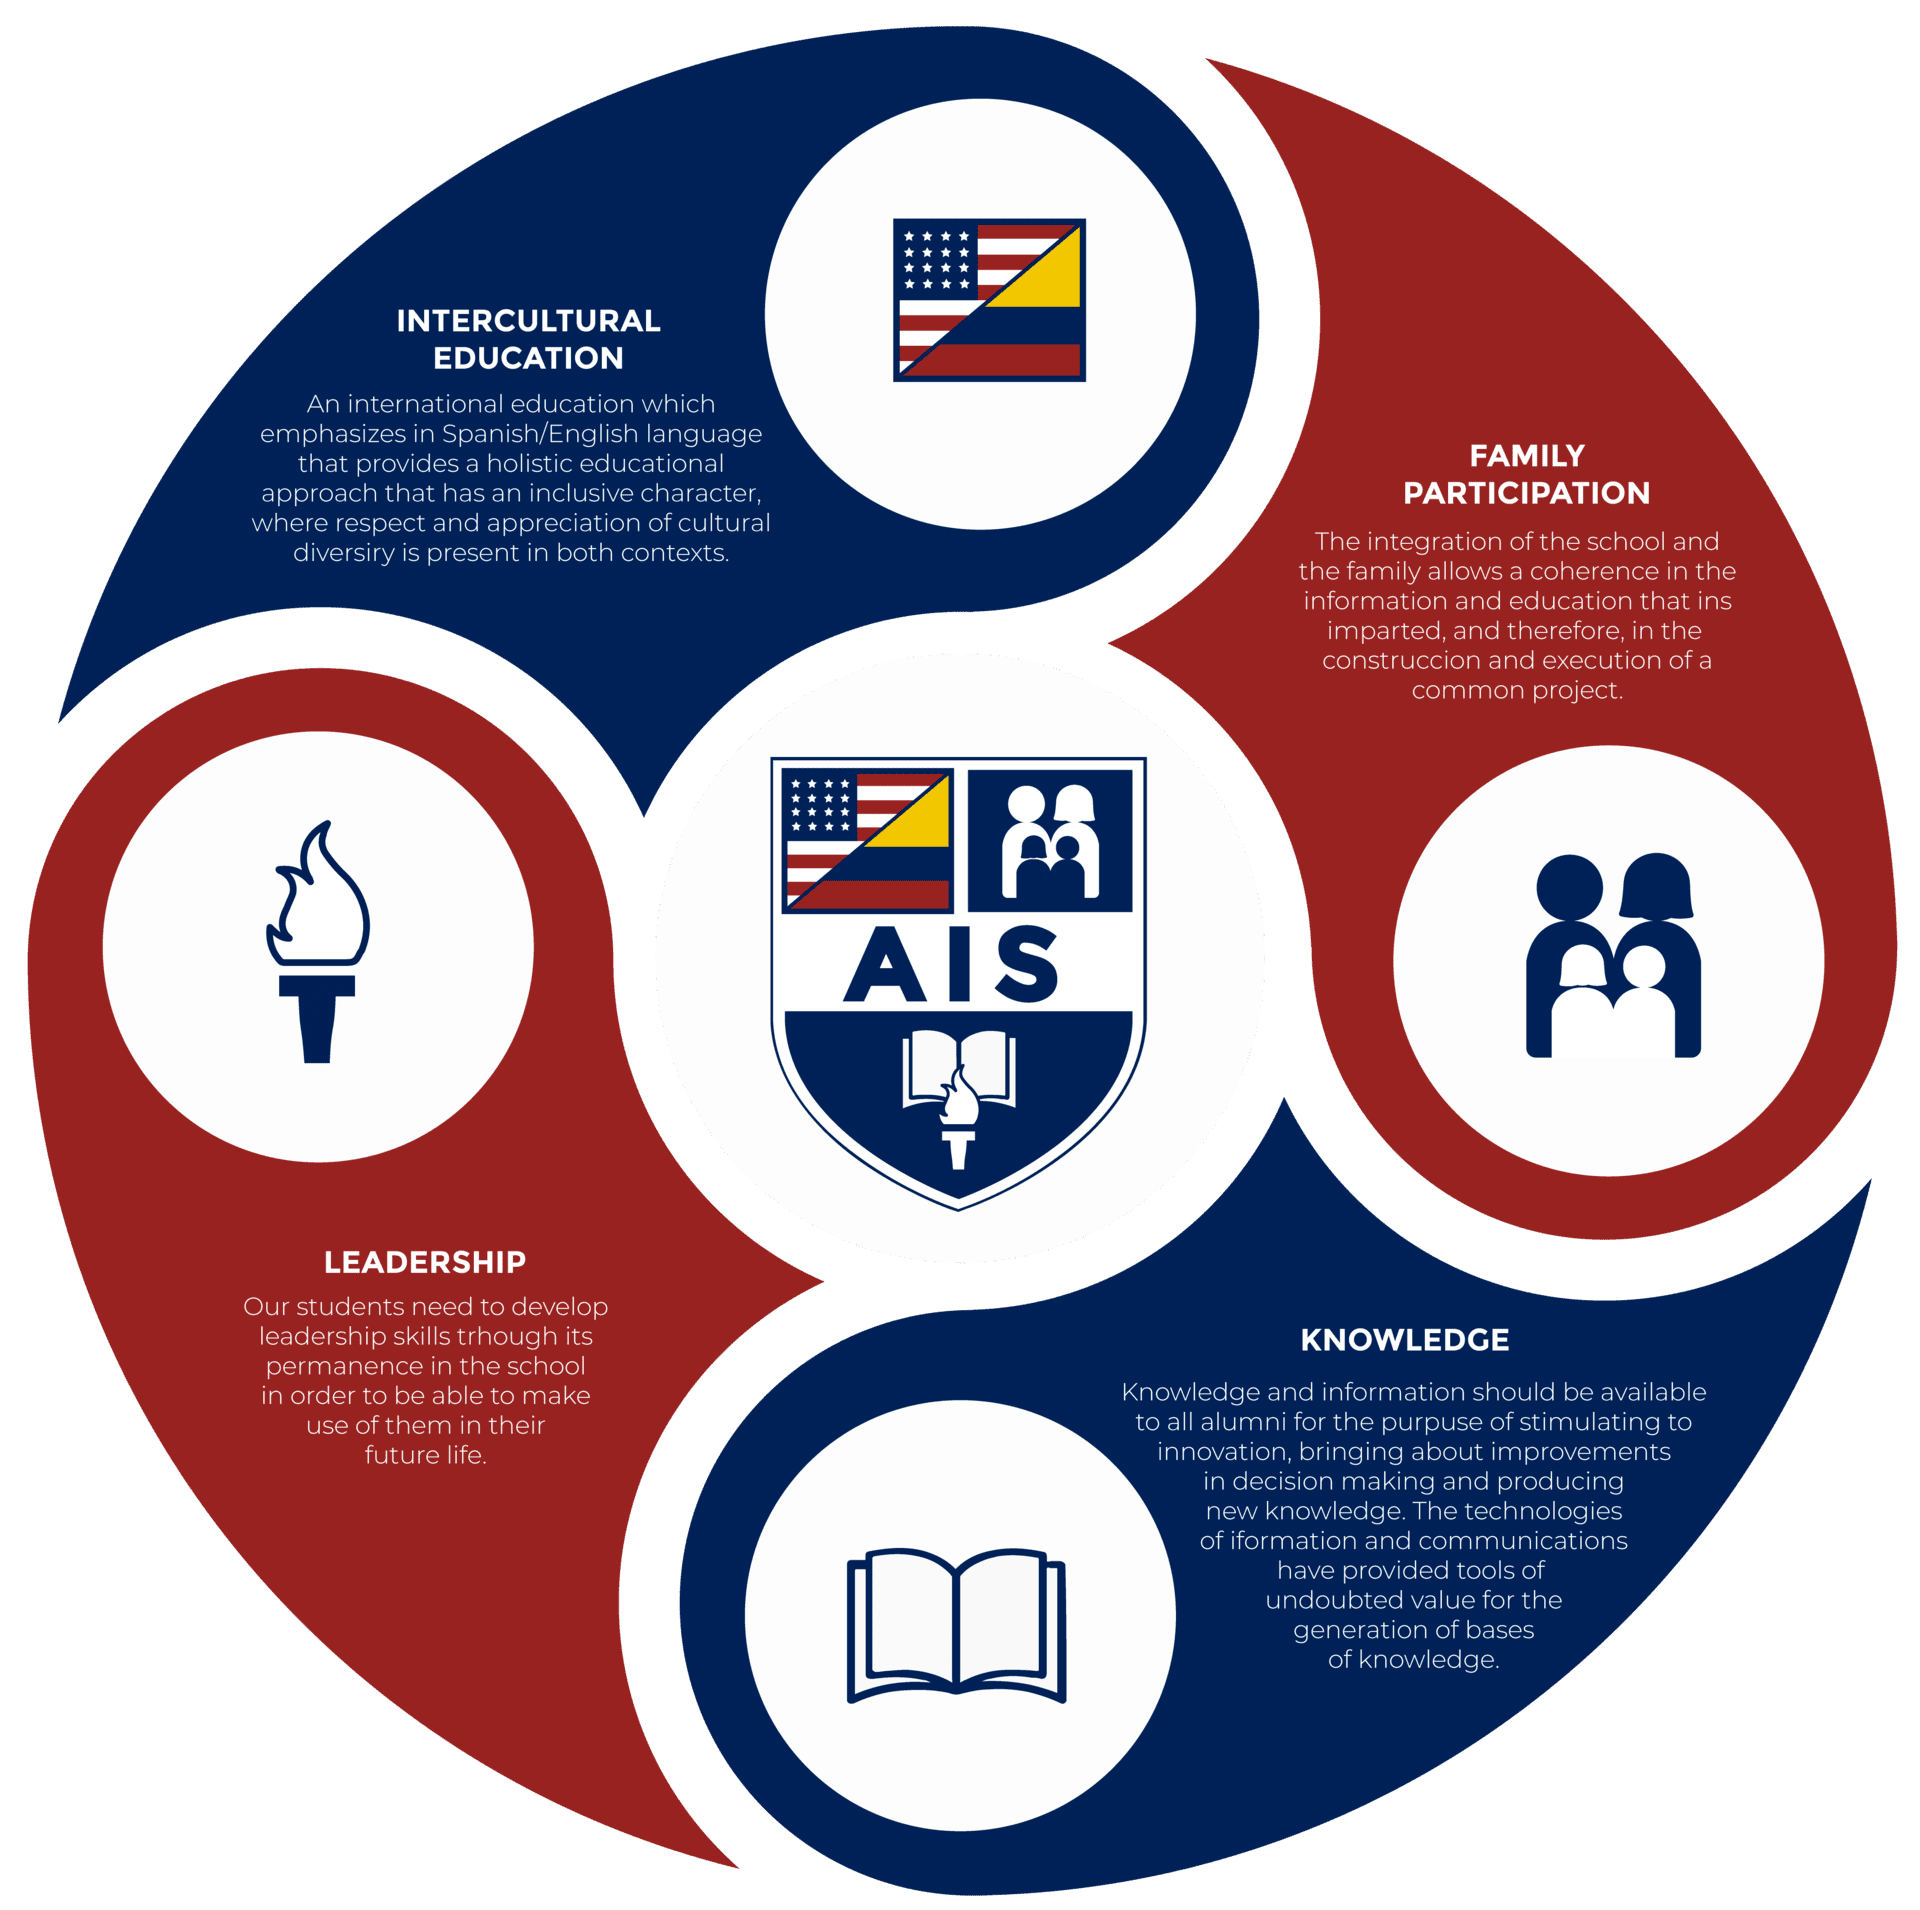 INTERCULTURAL
EDUCATION
An international education which
emphasizes in Spanish/English language
that provides a holistic educational
approach that has an inclusive character,
where respect and appreciation of cultural
diversiry is present in both contexts.
FAMILY
PARTICIPATION
The integration of the school and
the family allows a coherence in the
information and education that ins
imparted, and therefore, in the
construccion and execution of a
common project.
AIS
LEADERSHIP
Our students need to develop
leadership skills trhough its
permanence in the school
in order to be able to make
use of them in their
future life.
KNOWLEDGE
Knowledge and information should be available
to all alumni for the purpuse of stimulating to
innovation, bringing about improvements
in decision making and producing
new knowledge. The technologies
of iformation and communications
have provided tools of
undoubted value for the
generation of bases
of knowledge.